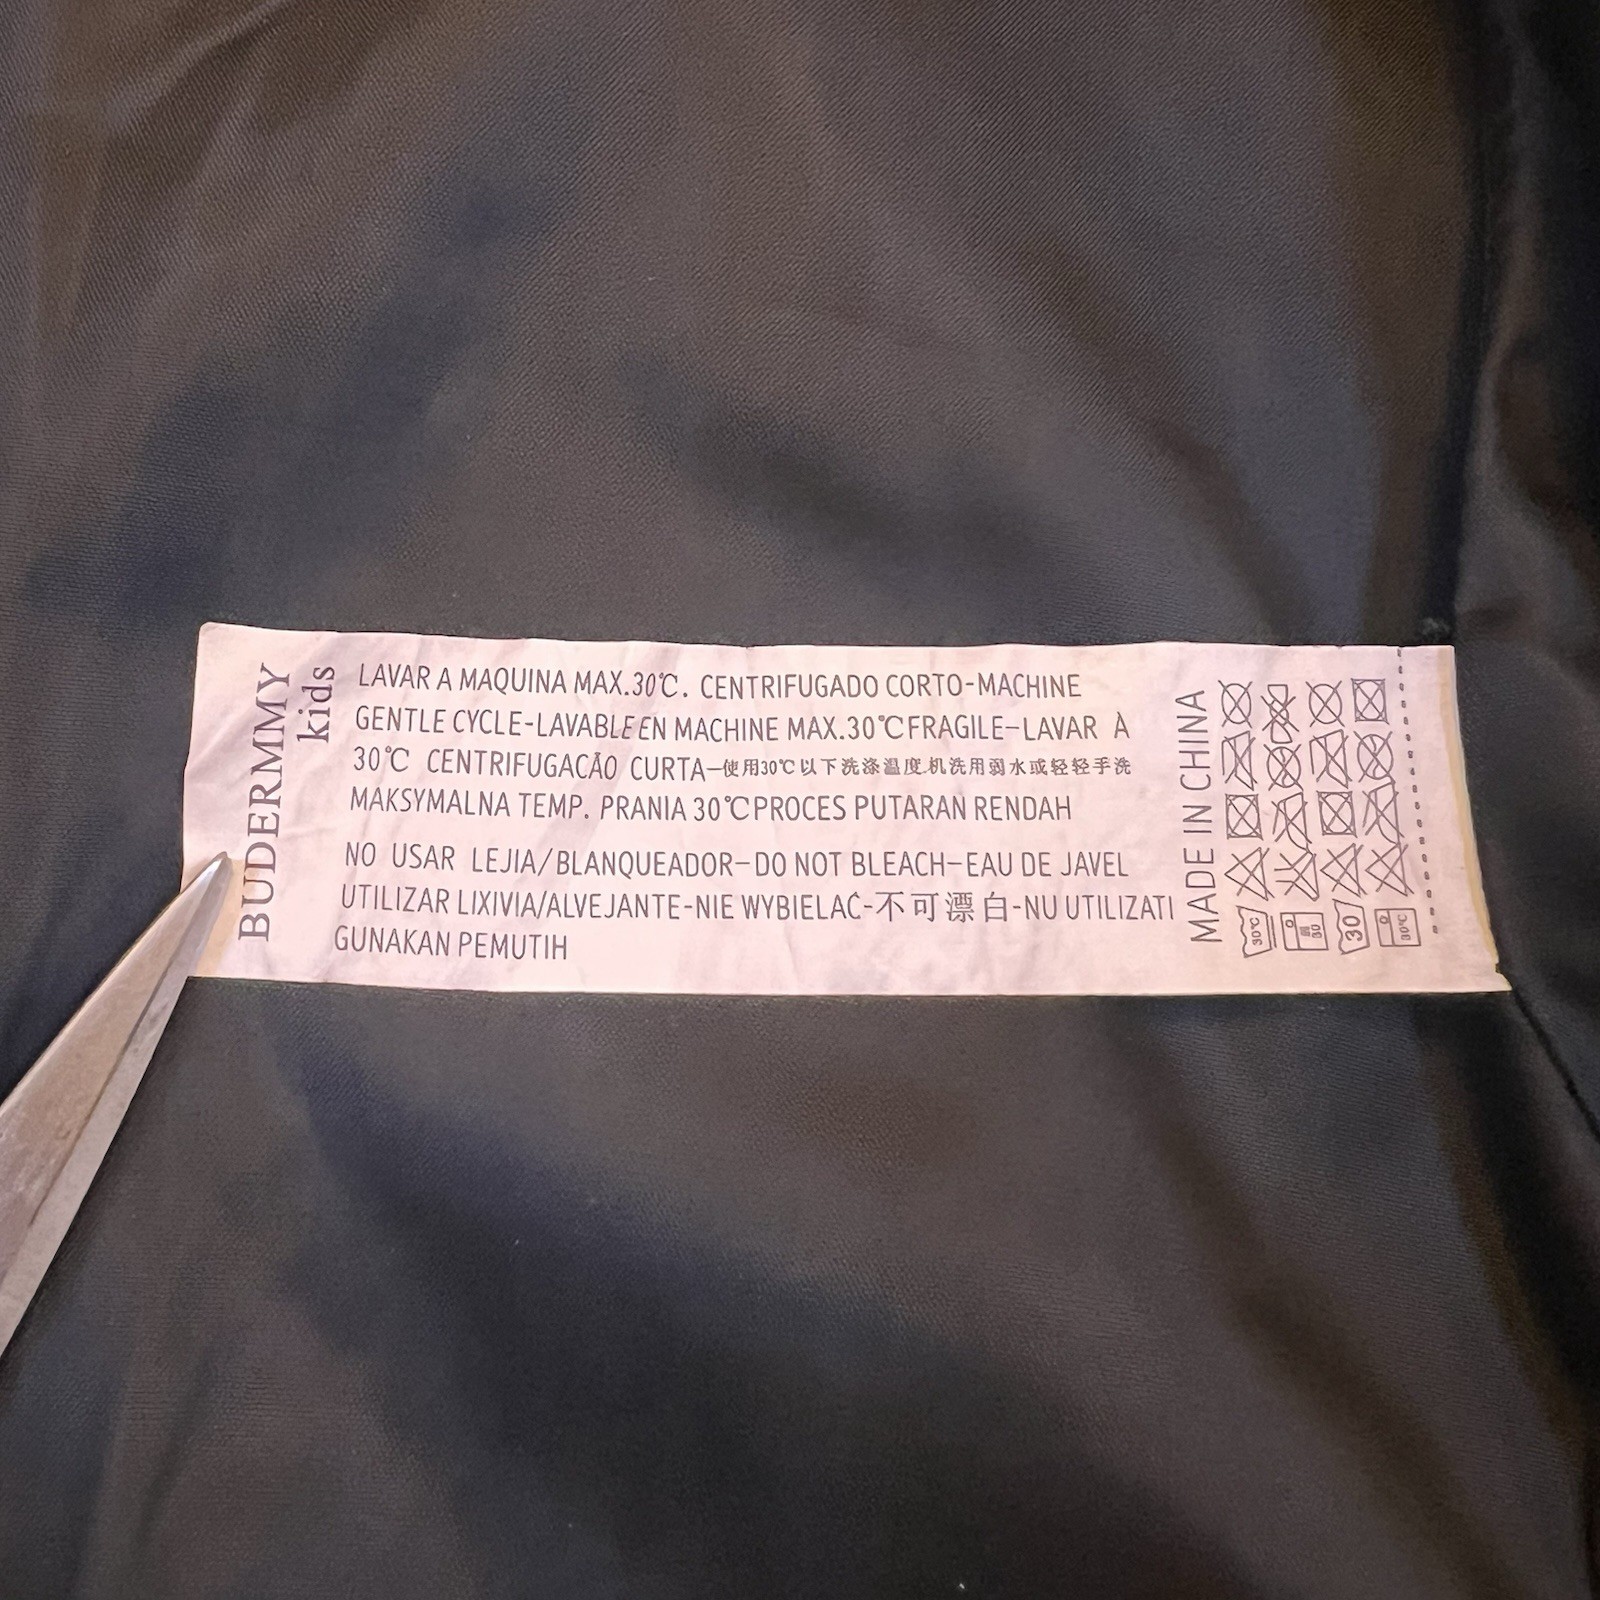 BUDERMMY
kids
LAVAR A MAQUINA MAX.30℃. CENTRIFUGADO CORTO-MACHINE
GENTLE CYCLE-LAVABLE EN MACHINE MAX.30℃FRAGILE-LAVAR À
30℃ CENTRIFUGACÃO CURTA-使用30℃以下洗涤温度,机洗用弱水或轻轻手洗
MAKSYMALNA TEMP. PRANIA 30℃PROCES PUTARAN RENDAH
NO USAR LEJIA/BLANQUEADOR-DO NOT BLEACH-EAU DE JAVEL
UTILIZAR LIXIVIA/ALVEJANTE-NIE WYBIELAĆ-不可漂白-NU UTILIZATI
GUNAKAN PEMUTIH
MADE IN CHINA
30℃
30
30
30℃